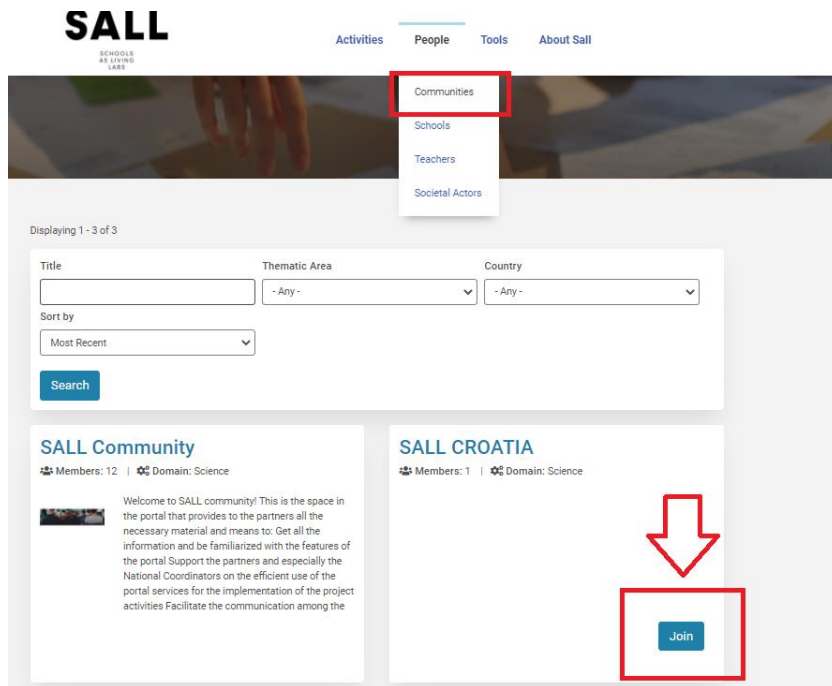 SALL
SCHOOLS
AS LIVING
LABS
Activities People Tools About Sall
Communities
Schools
Teachers
Societal Actors
Displaying 1 - 3 of 3
Title Thematic Area Country
- Any - - Any -
Sort by
Most Recent
Search
SALL Community
Members: 12 | Domain: Science
Welcome to SALL community! This is the space in
the portal that provides to the partners all the
necessary material and means to: Get all the
information and be familiarized with the features of
the portal Support the partners and especially the
National Coordinators on the efficient use of the
portal services for the implementation of the project
activities Facilitate the communication among the
SALL CROATIA
Members: 1 | Domain: Science
Join